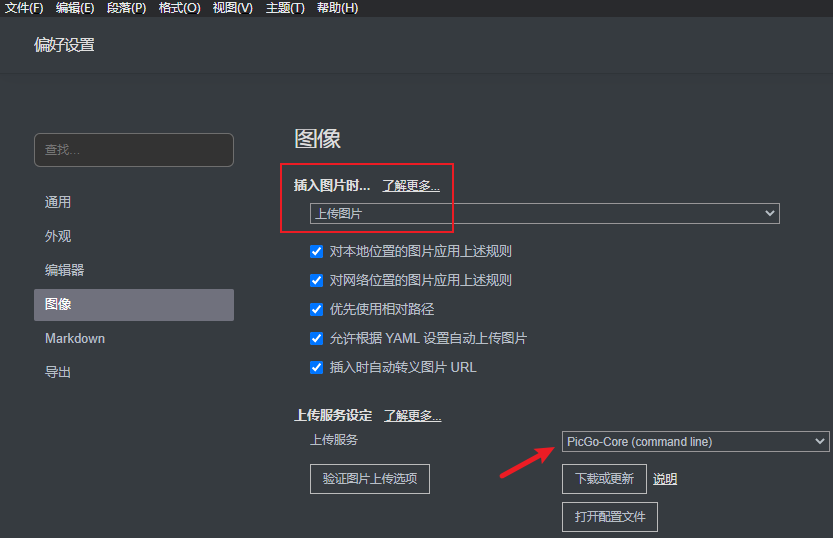 文件(F) 编辑(E) 段落(P) 格式(O) 视图(V) 主题(T) 帮助(H)
偏好设置
查找...
通用
外观
编辑器
图像
Markdown
导出
图像
插入图片时... 了解更多...
上传图片
对本地位置的图片应用上述规则
对网络位置的图片应用上述规则
优先使用相对路径
允许根据 YAML 设置自动上传图片
插入时自动转义图片 URL
上传服务设定 了解更多...
上传服务 PicGo-Core (command line)
验证图片上传选项 下载或更新 说明
打开配置文件